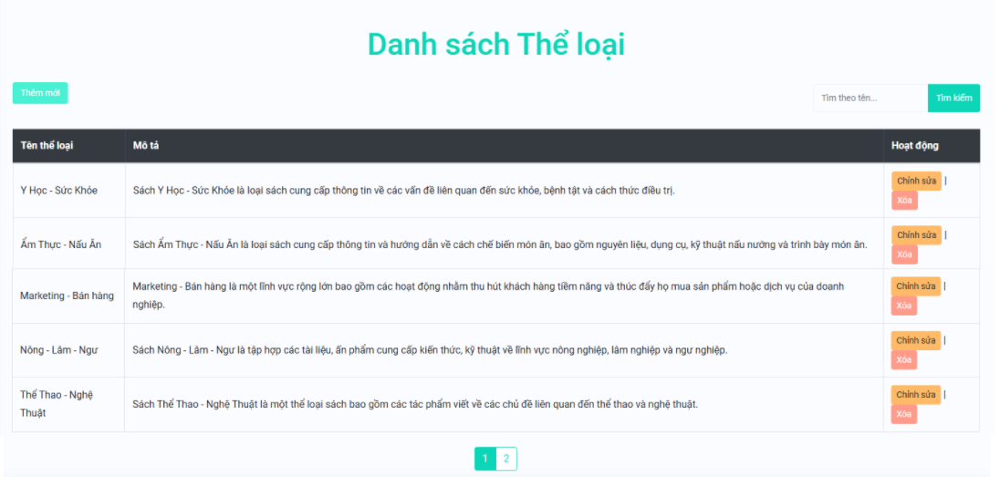 Danh sách Thể loại
Thêm mới
Tìm theo tên... Tìm kiếm
Tên thể loại Mô tả Hoạt động
Y Học - Sức Khỏe Sách Y Học - Sức Khỏe là loại sách cung cấp thông tin về các vấn đề liên quan đến sức khỏe, bệnh tật và cách thức điều trị. Chỉnh sửa |
Xóa
Ẩm Thực - Nấu Ăn Sách Ẩm Thực - Nấu Ăn là loại sách cung cấp thông tin và hướng dẫn về cách chế biến món ăn, bao gồm nguyên liệu, dụng cụ, kỹ thuật nấu nướng và trình bày món ăn. Chỉnh sửa |
Xóa
Marketing - Bán hàng Marketing - Bán hàng là một lĩnh vực rộng lớn bao gồm các hoạt động nhằm thu hút khách hàng tiềm năng và thúc đẩy họ mua sản phẩm hoặc dịch vụ của doanh
nghiệp. Chỉnh sửa |
Xóa
Nông - Lâm - Ngư Sách Nông - Lâm - Ngư là tập hợp các tài liệu, ấn phẩm cung cấp kiến thức, kỹ thuật về lĩnh vực nông nghiệp, lâm nghiệp và ngư nghiệp. Chỉnh sửa |
Xóa
Thể Thao - Nghệ
Thuật Sách Thể Thao - Nghệ Thuật là một thể loại sách bao gồm các tác phẩm viết về các chủ đề liên quan đến thể thao và nghệ thuật. Chỉnh sửa |
Xóa
1 2